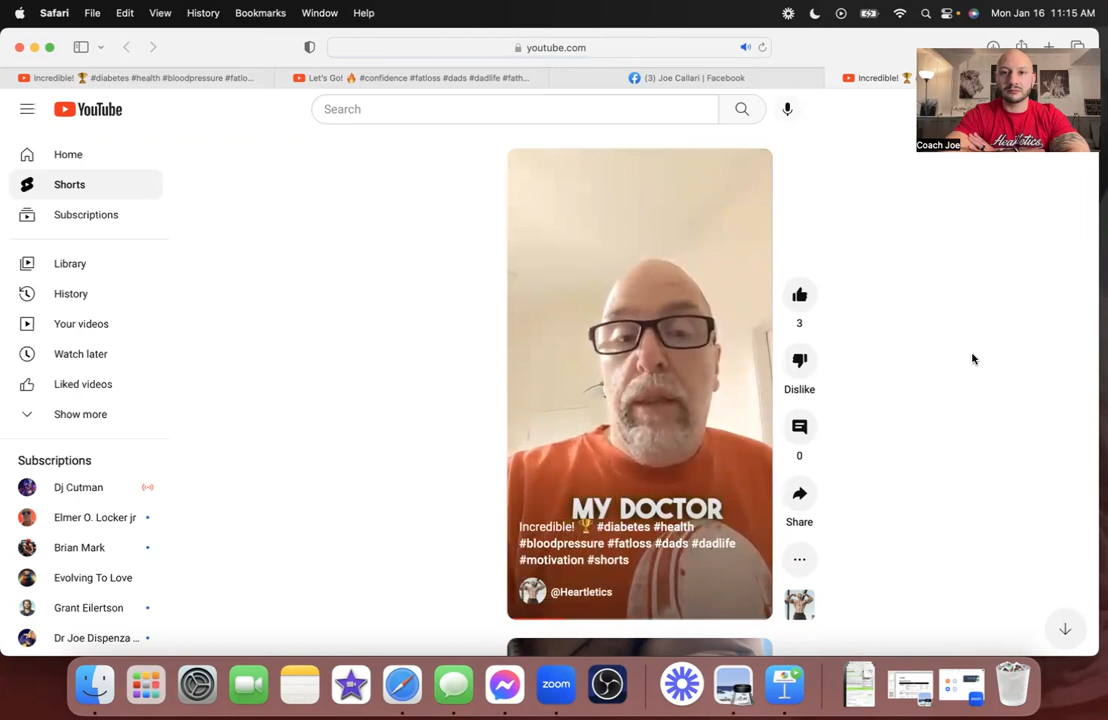 Safari File Edit View History Bookmarks Window Help Mon Jan 16 11:15 AM
youtube.com
Incredible! 🏆 #diabetes #health #bloodpressure #fatlo...
Let's Go! 🔥 #confidence #fatloss #dads #dadlife #fath...
(3) Joe Callari | Facebook
Incredible! 🏆
Coach Joe
YouTube
Search
Home
Shorts
Subscriptions
Library
History
Your videos
Watch later
Liked videos
Show more
Subscriptions
Dj Cutman
Elmer O. Locker jr
Brian Mark
Evolving To Love
Grant Eilertson
Dr Joe Dispenza ...
MY DOCTOR
Incredible! 🏆 #diabetes #health
#bloodpressure #fatloss #dads #dadlife
#motivation #shorts
@Heartletics
3
Dislike
0
Share
zoom